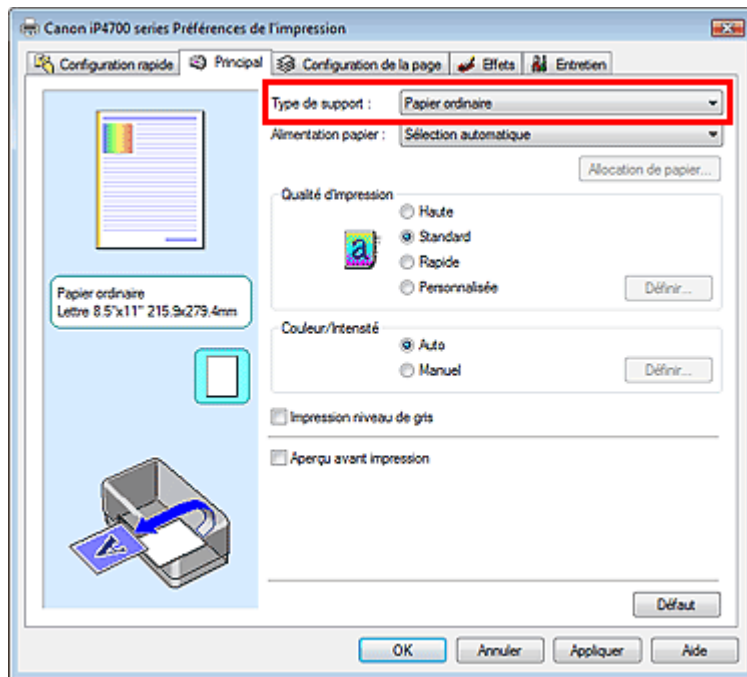 Canon iP4700 series Préférences de l'impression
Configuration rapide Principal Configuration de la page Effets Entretien
Type de support : Papier ordinaire
Alimentation papier : Sélection automatique
Allocation de papier...
Qualité d'impression
Haute
a Standard
Rapide
Personnalisée Définir...
Papier ordinaire
Lettre 8.5"x11" 215.9x279.4mm
Couleur/Intensité
Auto
Manuel Définir...
Impression niveau de gris
Aperçu avant impression
A
Défaut
OK Annuler Appliquer Aide